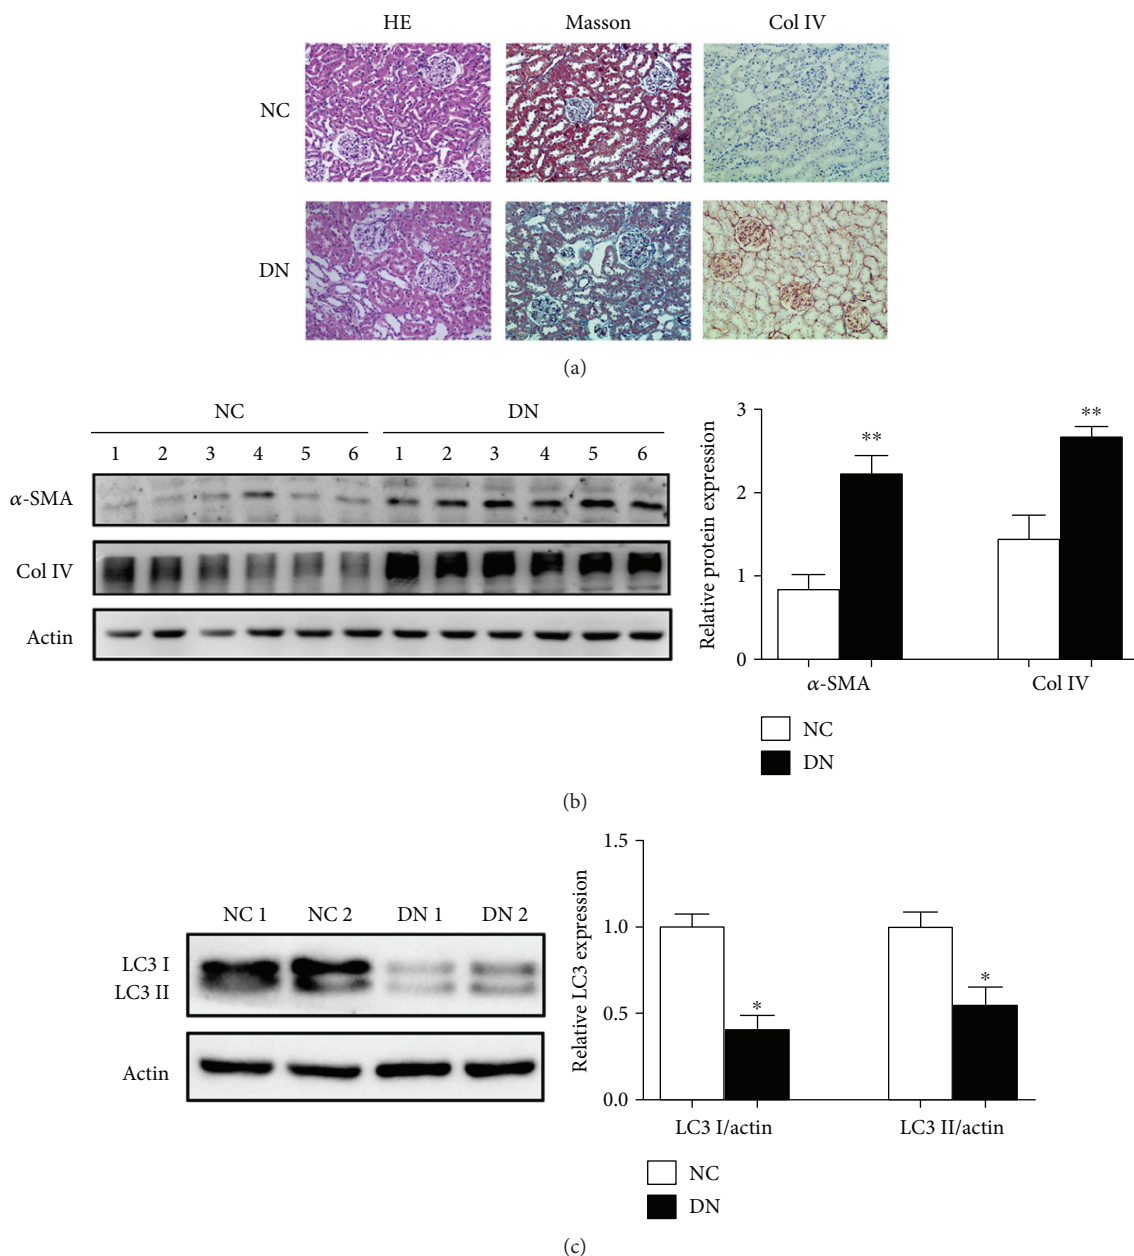 HE Masson Col IV
NC
DN
(a)
NC DN
1 2 3 4 5 6 1 2 3 4 5 6
α-SMA
Col IV
Actin
Relative protein expression
3
2
1
0
** **
α-SMA Col IV
NC
DN
(b)
NC 1 NC 2 DN 1 DN 2
LC3 I
LC3 II
Actin
Relative LC3 expression
1.5
1.0
0.5
0.0
* *
LC3 I/actin LC3 II/actin
NC
DN
(c)